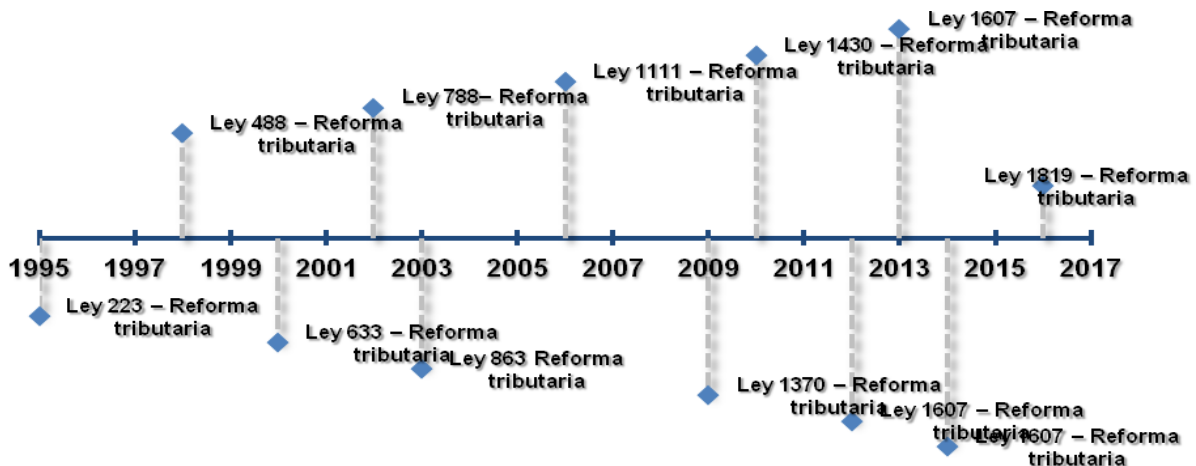 Ley 1607 – Reforma
tributaria
Ley 1430 – Reforma
tributaria
Ley 1111 – Reforma
tributaria
Ley 788– Reforma
tributaria
Ley 488 – Reforma
tributaria
Ley 1819 – Reforma
tributaria
1995 1997 1999 2001 2003 2005 2007 2009 2011 2013 2015 2017
Ley 223 – Reforma
tributaria
Ley 633 – Reforma
tributaria
Ley 863 Reforma
tributaria
Ley 1370 – Reforma
tributaria
Ley 1607 – Reforma
tributaria
Ley 1607 – Reforma
tributaria